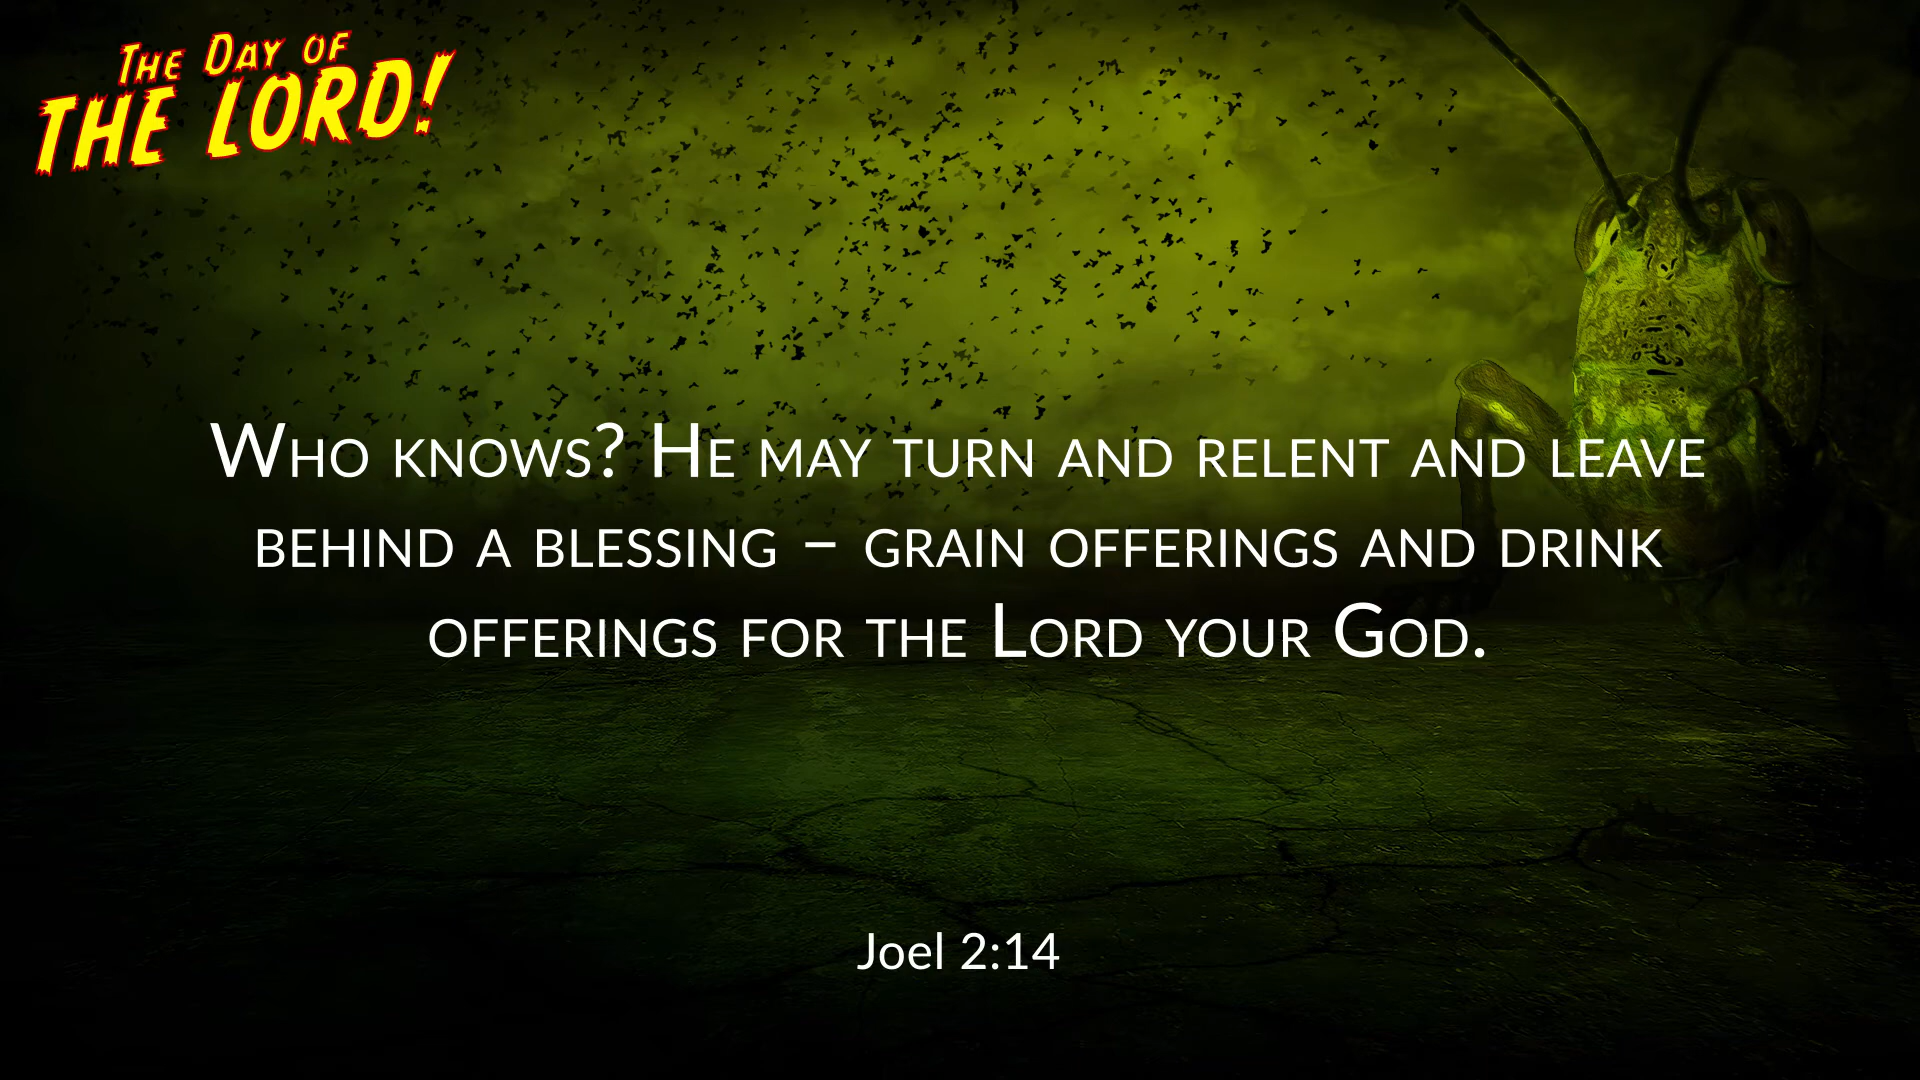 The Day of
THE LORD!
Who knows? He may turn and relent and leave
behind a blessing – grain offerings and drink
offerings for the Lord your God.
Joel 2:14